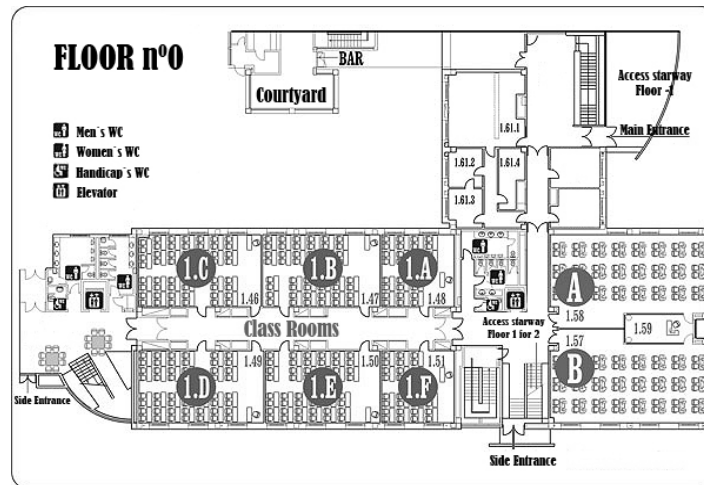 FLOOR nº0
BAR
Courtyard
Access starway
Floor -1
Main Entrance
Men`s WC
Women`s WC
Handicap`s WC
Elevator
1.61.1
1.61.2
1.61.4
1.61.3
1.C
1.B
1.A
A
1.46
1.47
1.48
1.58
Class Rooms
Access starway
Floor 1 for 2
1.59
1.57
1.49
1.50
1.51
1.D
1.E
1.F
B
Side Entrance
Side Entrance